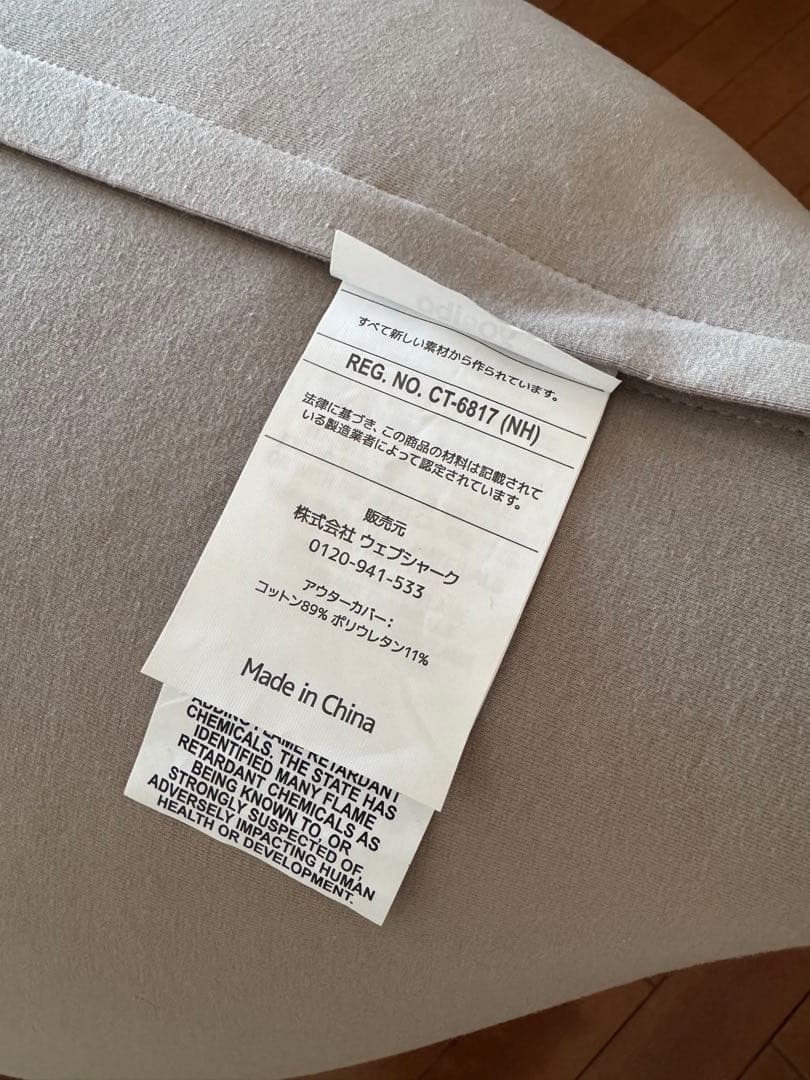 すべて新しい素材から作られています。
REG. NO. CT-6817 (NH)
法律に基づき、この商品の材料は記載されて
いる製造業者によって認定されています。
販売元
株式会社 ウェブシャーク
0120-941-533
アウターカバー：
コットン89% ポリウレタン11%
Made in China
ADDING FLAME RETARDANT
CHEMICALS. THE STATE HAS
IDENTIFIED MANY FLAME
RETARDANT CHEMICALS AS
BEING KNOWN TO, OR
STRONGLY SUSPECTED OF,
ADVERSELY IMPACTING HUMAN
HEALTH OR DEVELOPMENT.